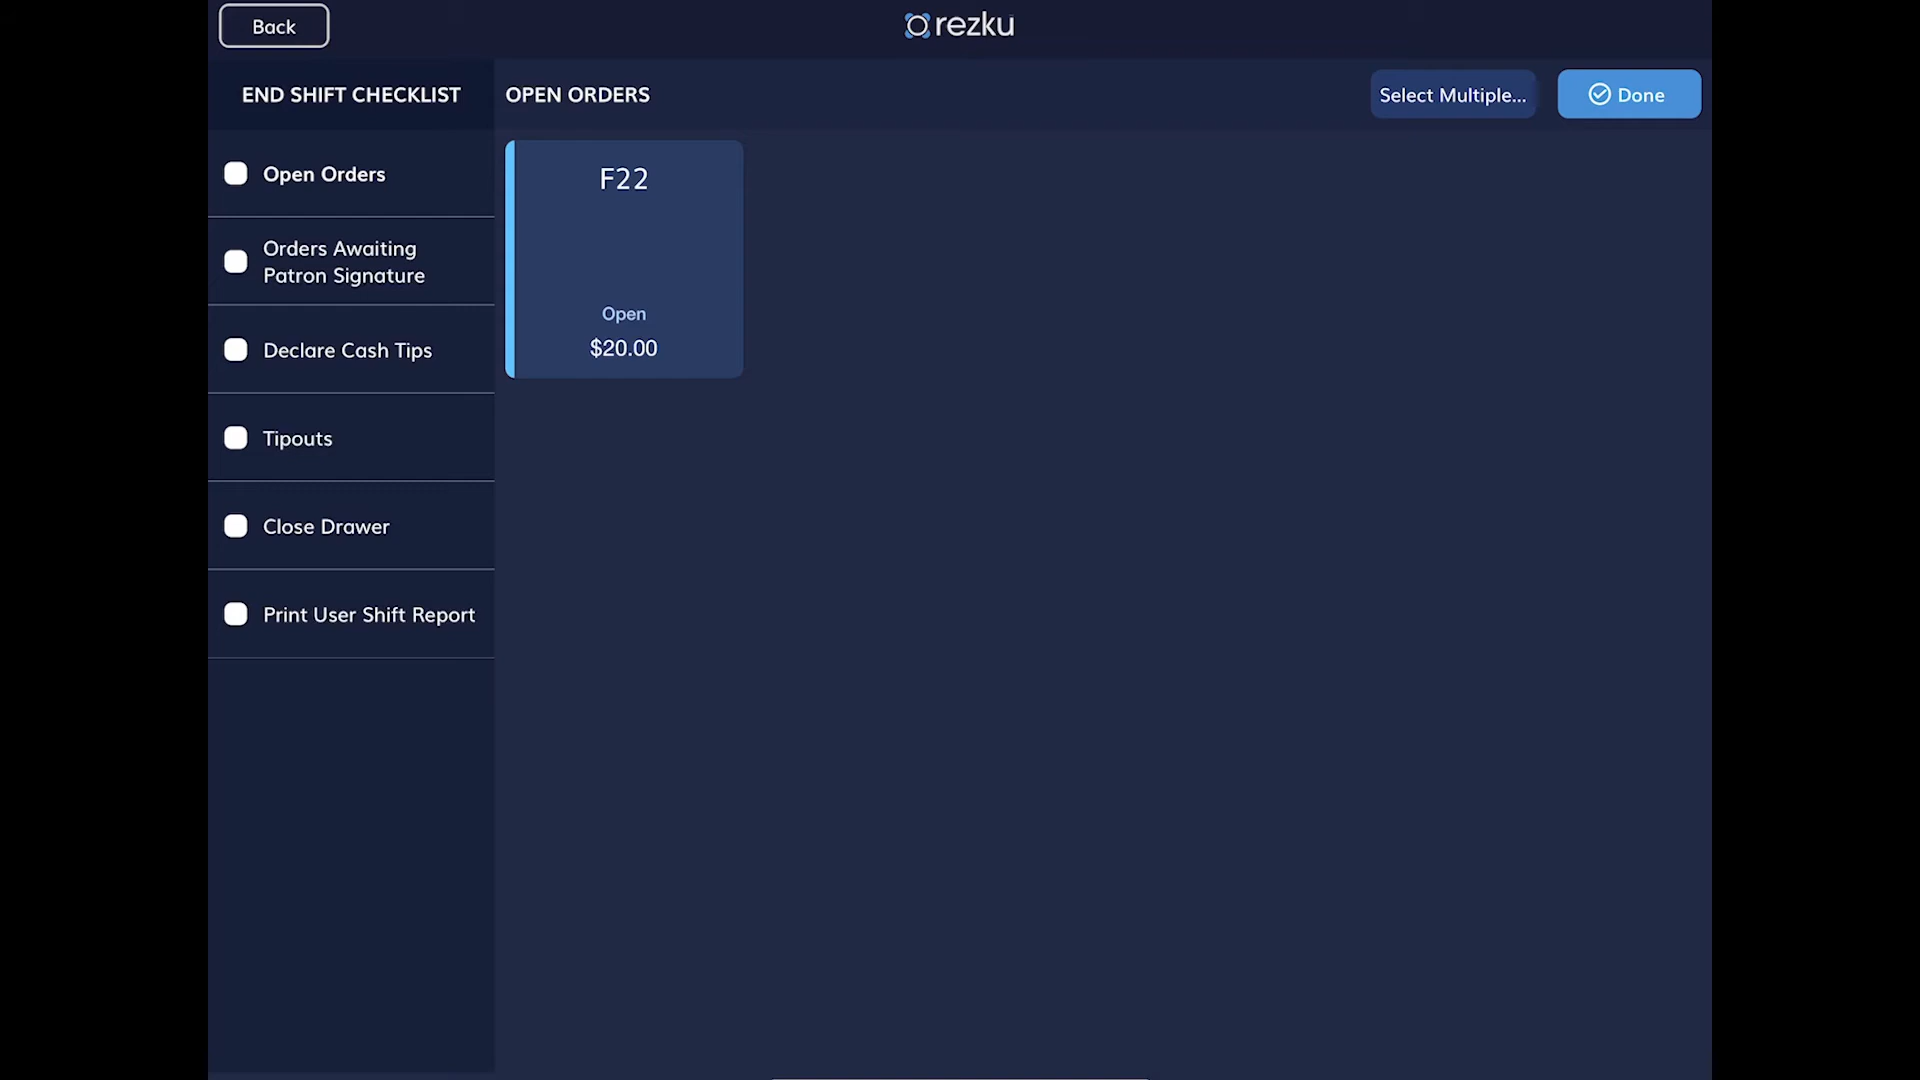 Back
rezku
END SHIFT CHECKLIST
OPEN ORDERS
Select Multiple...
Done
Open Orders
Orders Awaiting
Patron Signature
Declare Cash Tips
Tipouts
Close Drawer
Print User Shift Report
F22
Open
$20.00